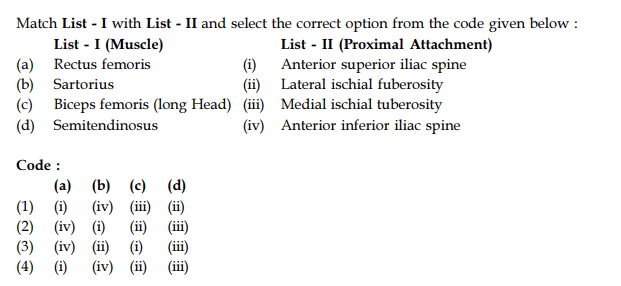 Match List - I with List - II and select the correct option from the code given below :
List - I (Muscle) List - II (Proximal Attachment)
(a) Rectus femoris (i) Anterior superior iliac spine
(b) Sartorius (ii) Lateral ischial fuberosity
(c) Biceps femoris (long Head) (iii) Medial ischial tuberosity
(d) Semitendinosus (iv) Anterior inferior iliac spine
Code :
(a) (b) (c) (d)
(1) (i) (iv) (iii) (ii)
(2) (iv) (i) (ii) (iii)
(3) (iv) (ii) (i) (iii)
(4) (i) (iv) (ii) (iii)